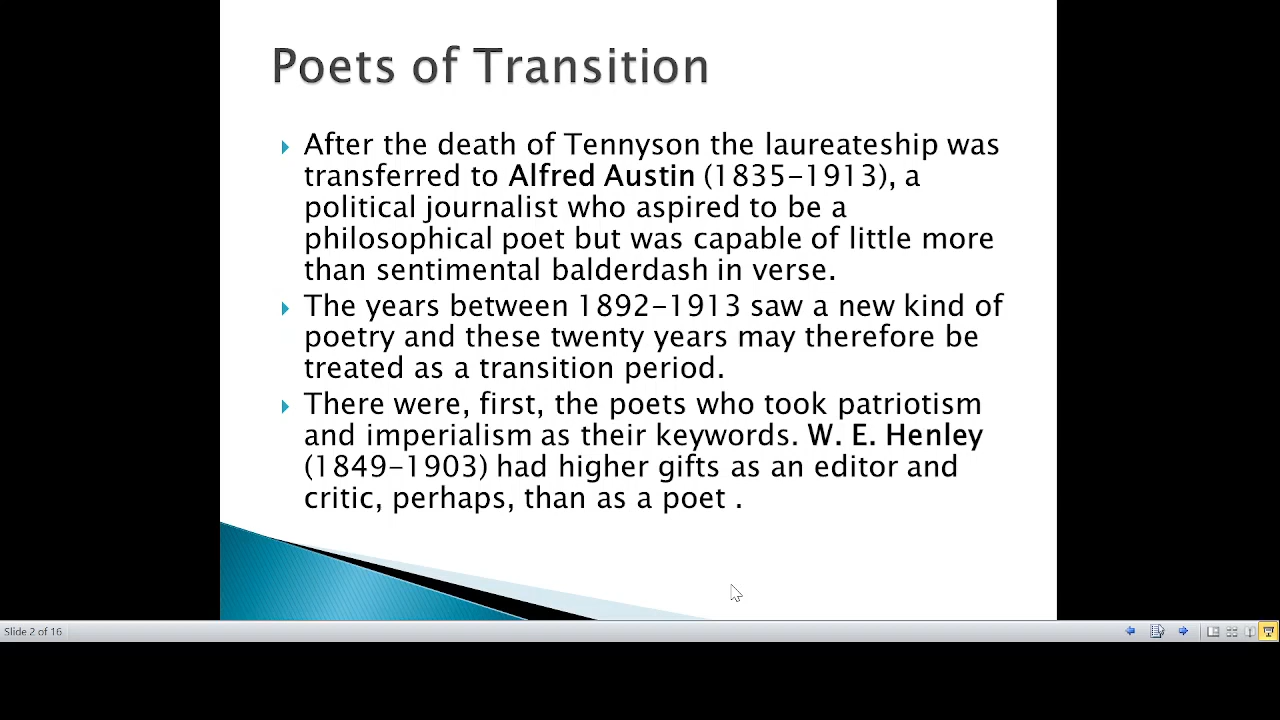 Poets of Transition
After the death of Tennyson the laureateship was
transferred to Alfred Austin (1835-1913), a
political journalist who aspired to be a
philosophical poet but was capable of little more
than sentimental balderdash in verse.
The years between 1892-1913 saw a new kind of
poetry and these twenty years may therefore be
treated as a transition period.
There were, first, the poets who took patriotism
and imperialism as their keywords. W. E. Henley
(1849-1903) had higher gifts as an editor and
critic, perhaps, than as a poet .
Slide 2 of 16